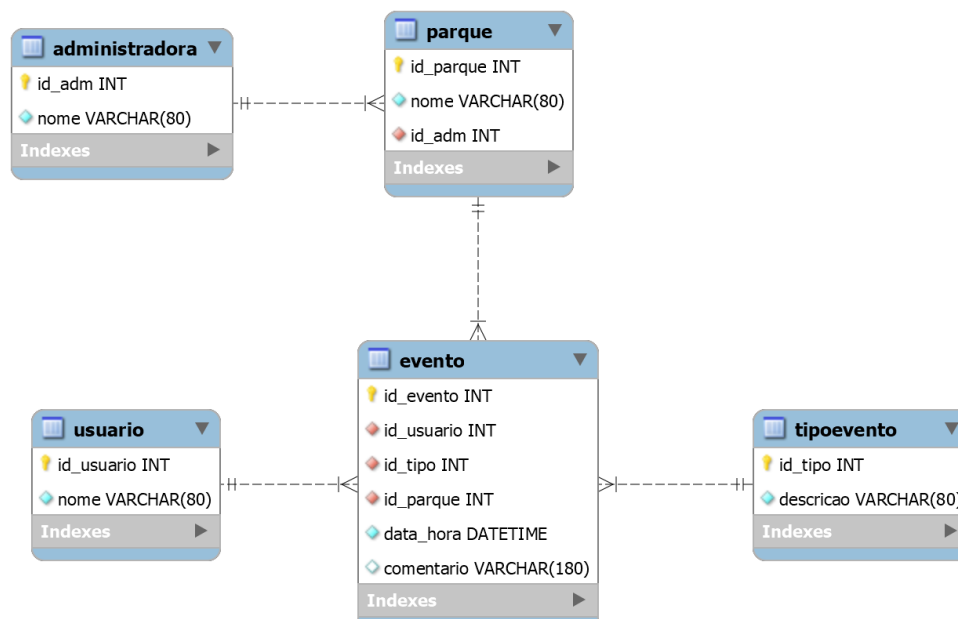 administradora
id_adm INT
nome VARCHAR(80)
Indexes
parque
id_parque INT
nome VARCHAR(80)
id_adm INT
Indexes
evento
id_evento INT
id_usuario INT
id_tipo INT
id_parque INT
data_hora DATETIME
comentario VARCHAR(180)
Indexes
usuario
id_usuario INT
nome VARCHAR(80)
Indexes
tipoevento
id_tipo INT
descricao VARCHAR(80)
Indexes